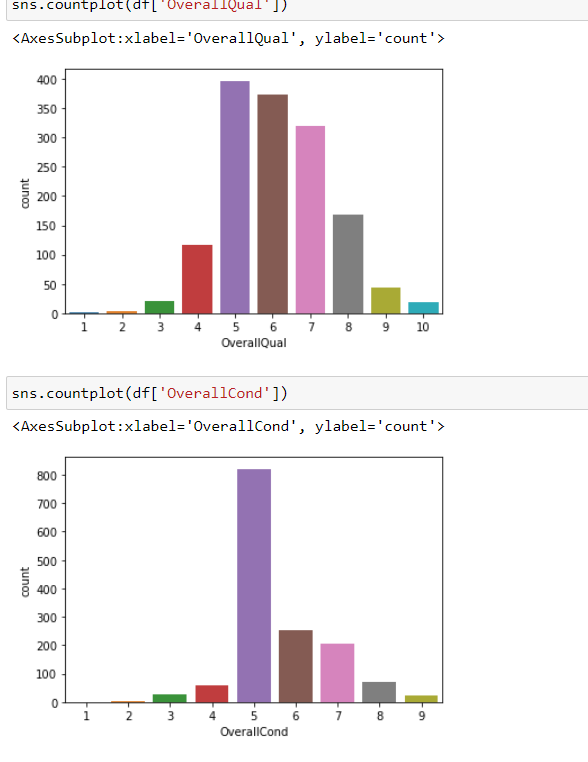 sns.countplot(df['OverallQual'])
<AxesSubplot:xlabel='OverallQual', ylabel='count'>
400
350
300
250
200
150
100
50
0
count
1 2 3 4 5 6 7 8 9 10
OverallQual
sns.countplot(df['OverallCond'])
<AxesSubplot:xlabel='OverallCond', ylabel='count'>
800
700
600
500
400
300
200
100
0
count
1 2 3 4 5 6 7 8 9
OverallCond